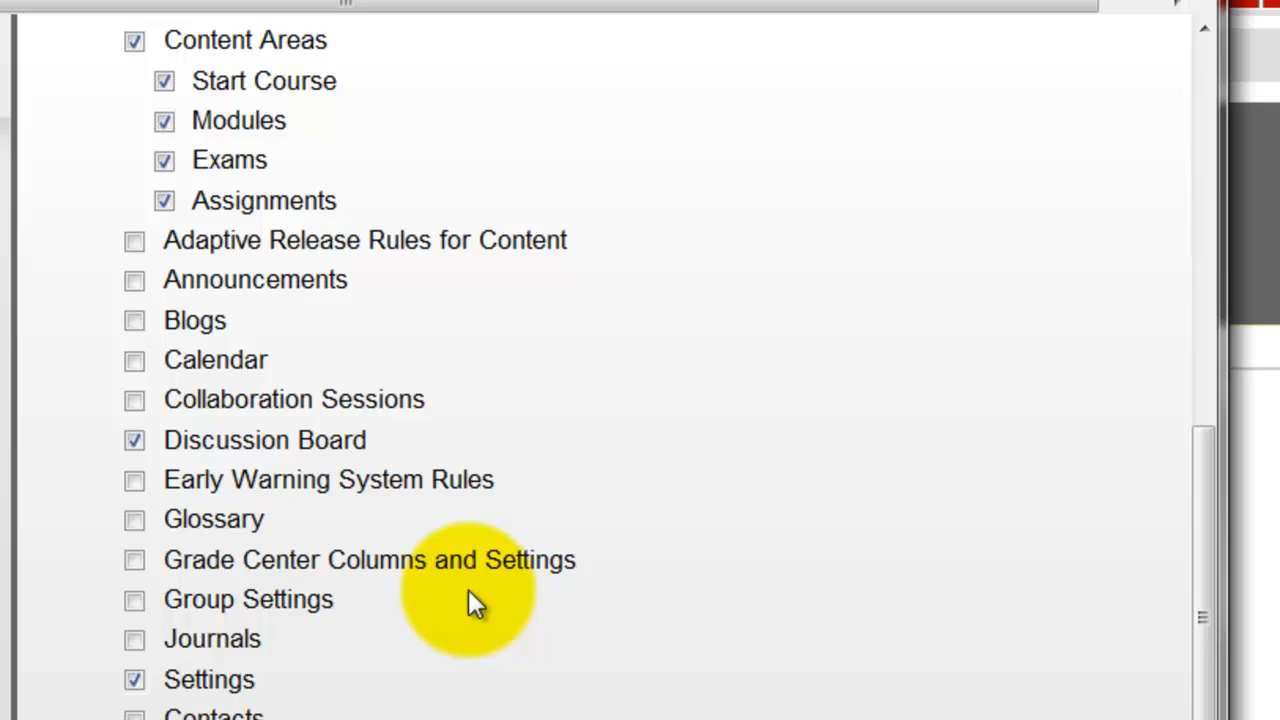 Content Areas
Start Course
Modules
Exams
Assignments
Adaptive Release Rules for Content
Announcements
Blogs
Calendar
Collaboration Sessions
Discussion Board
Early Warning System Rules
Glossary
Grade Center Columns and Settings
Group Settings
Journals
Settings
Contacts